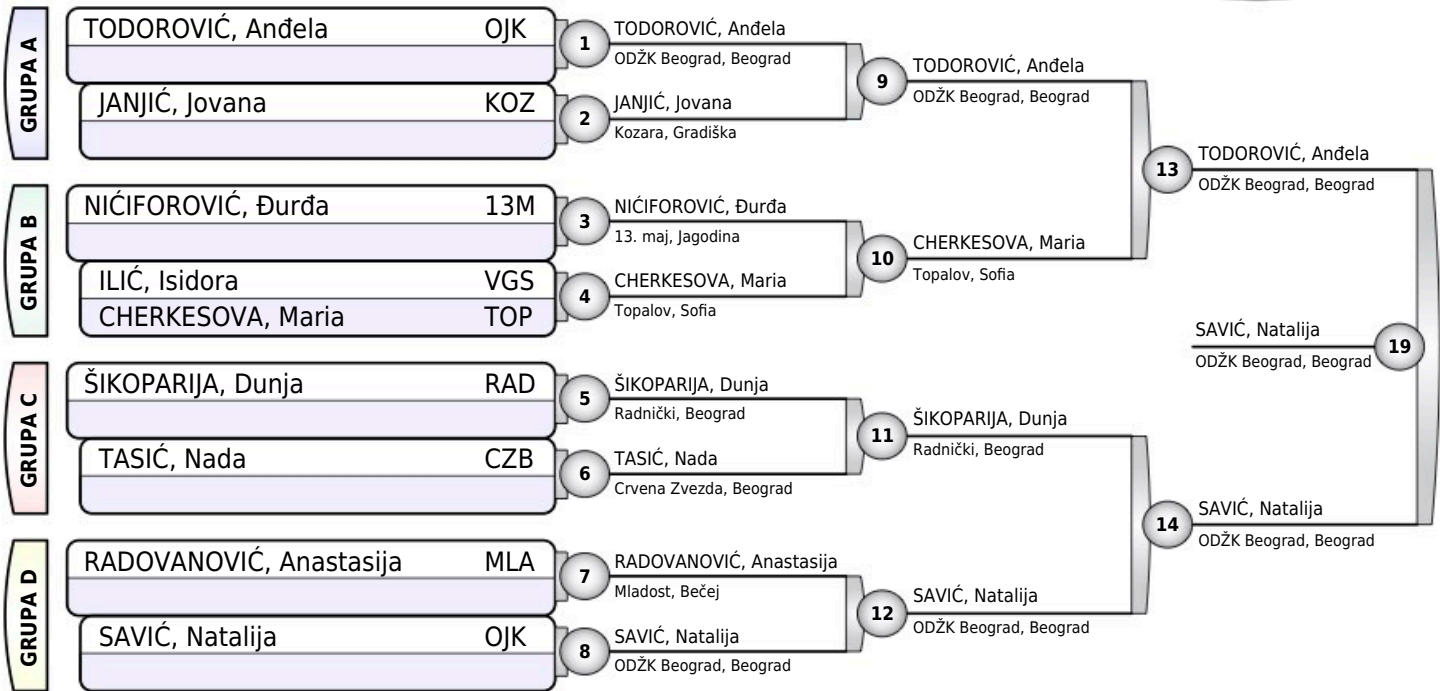 GRUPA A
TODOROVIĆ, Anđela OJK
JANJIĆ, Jovana KOZ
GRUPA B
NIĆIFOROVIĆ, Đurđa 13M
ILIĆ, Isidora VGS
CHERKESOVA, Maria TOP
GRUPA C
ŠIKOPARIJA, Dunja RAD
TASIĆ, Nada CZB
GRUPA D
RADOVANOVIĆ, Anastasija MLA
SAVIĆ, Natalija OJK
1
TODOROVIĆ, Anđela
ODŽK Beograd, Beograd
2
JANJIĆ, Jovana
Kozara, Gradiška
3
NIĆIFOROVIĆ, Đurđa
13. maj, Jagodina
4
CHERKESOVA, Maria
Topalov, Sofia
5
ŠIKOPARIJA, Dunja
Radnički, Beograd
6
TASIĆ, Nada
Crvena Zvezda, Beograd
7
RADOVANOVIĆ, Anastasija
Mladost, Bečej
8
SAVIĆ, Natalija
ODŽK Beograd, Beograd
9
TODOROVIĆ, Anđela
ODŽK Beograd, Beograd
10
CHERKESOVA, Maria
Topalov, Sofia
11
ŠIKOPARIJA, Dunja
Radnički, Beograd
12
SAVIĆ, Natalija
ODŽK Beograd, Beograd
13
TODOROVIĆ, Anđela
ODŽK Beograd, Beograd
14
SAVIĆ, Natalija
ODŽK Beograd, Beograd
SAVIĆ, Natalija
ODŽK Beograd, Beograd
19